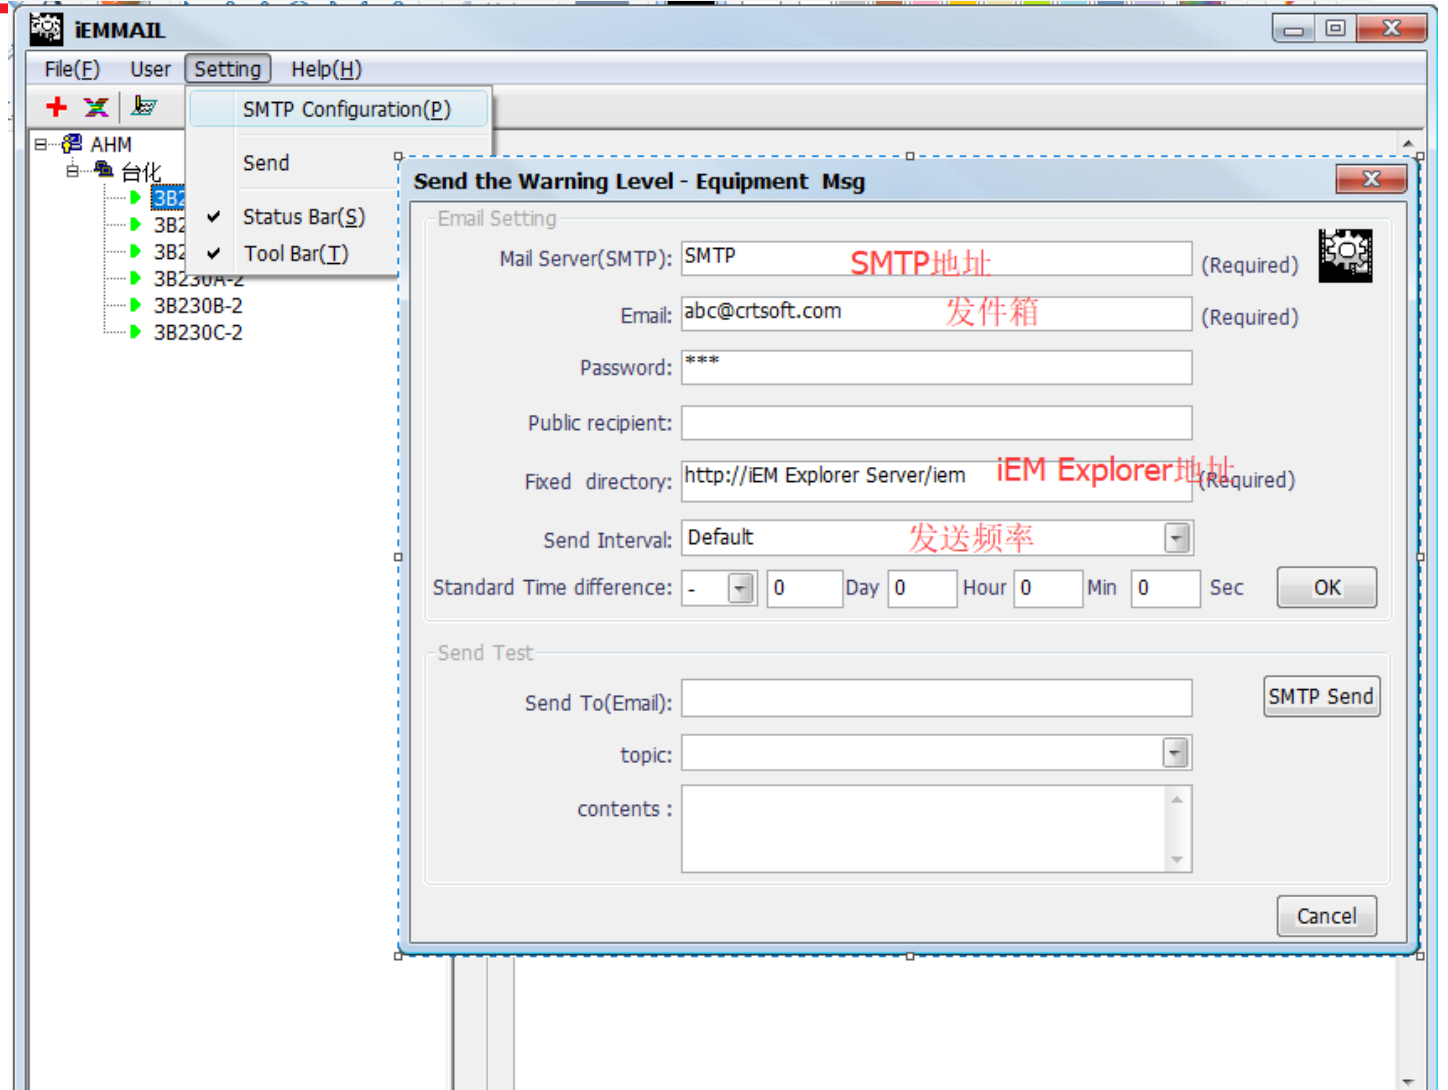 iEMMAIL
File(F) User Setting Help(H)
SMTP Configuration(P)
Send
Status Bar(S)
Tool Bar(T)
AHM
台化
3B2
3B2
3B2
3B230A-2
3B230B-2
3B230C-2
Send the Warning Level - Equipment Msg
Email Setting
Mail Server(SMTP): SMTP SMTP地址 (Required)
Email: abc@crtsoft.com 发件箱 (Required)
Password: ***
Public recipient:
Fixed directory: http://iEM Explorer Server/iem iEM Explorer地址 (Required)
Send Interval: Default 发送频率
Standard Time difference: - 0 Day 0 Hour 0 Min 0 Sec OK
Send Test
Send To(Email): SMTP Send
topic:
contents :
Cancel